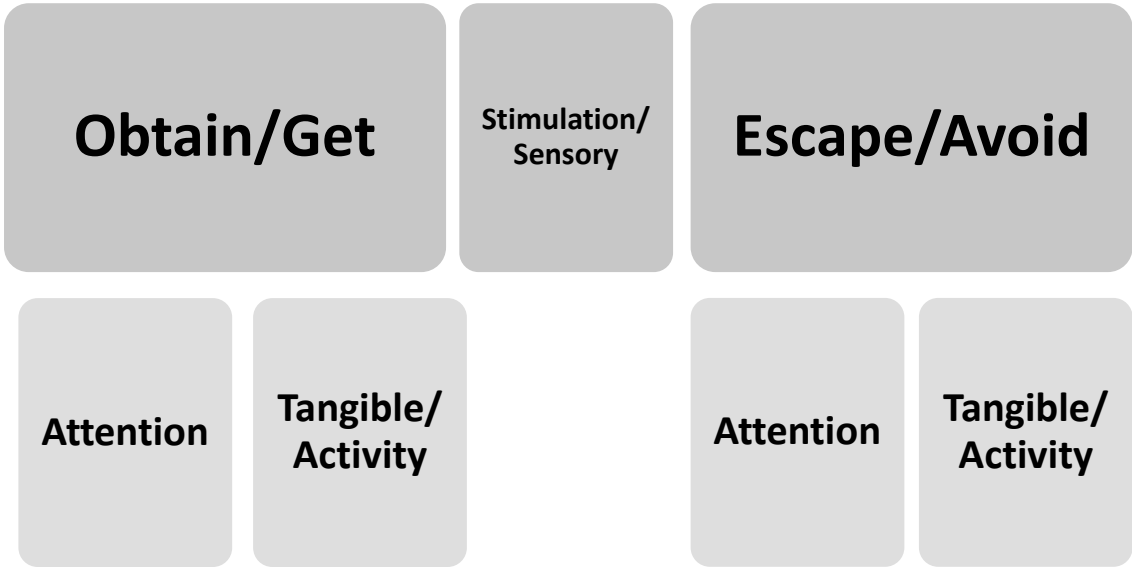 Obtain/Get
Stimulation/
Sensory
Escape/Avoid
Attention
Tangible/
Activity
Attention
Tangible/
Activity